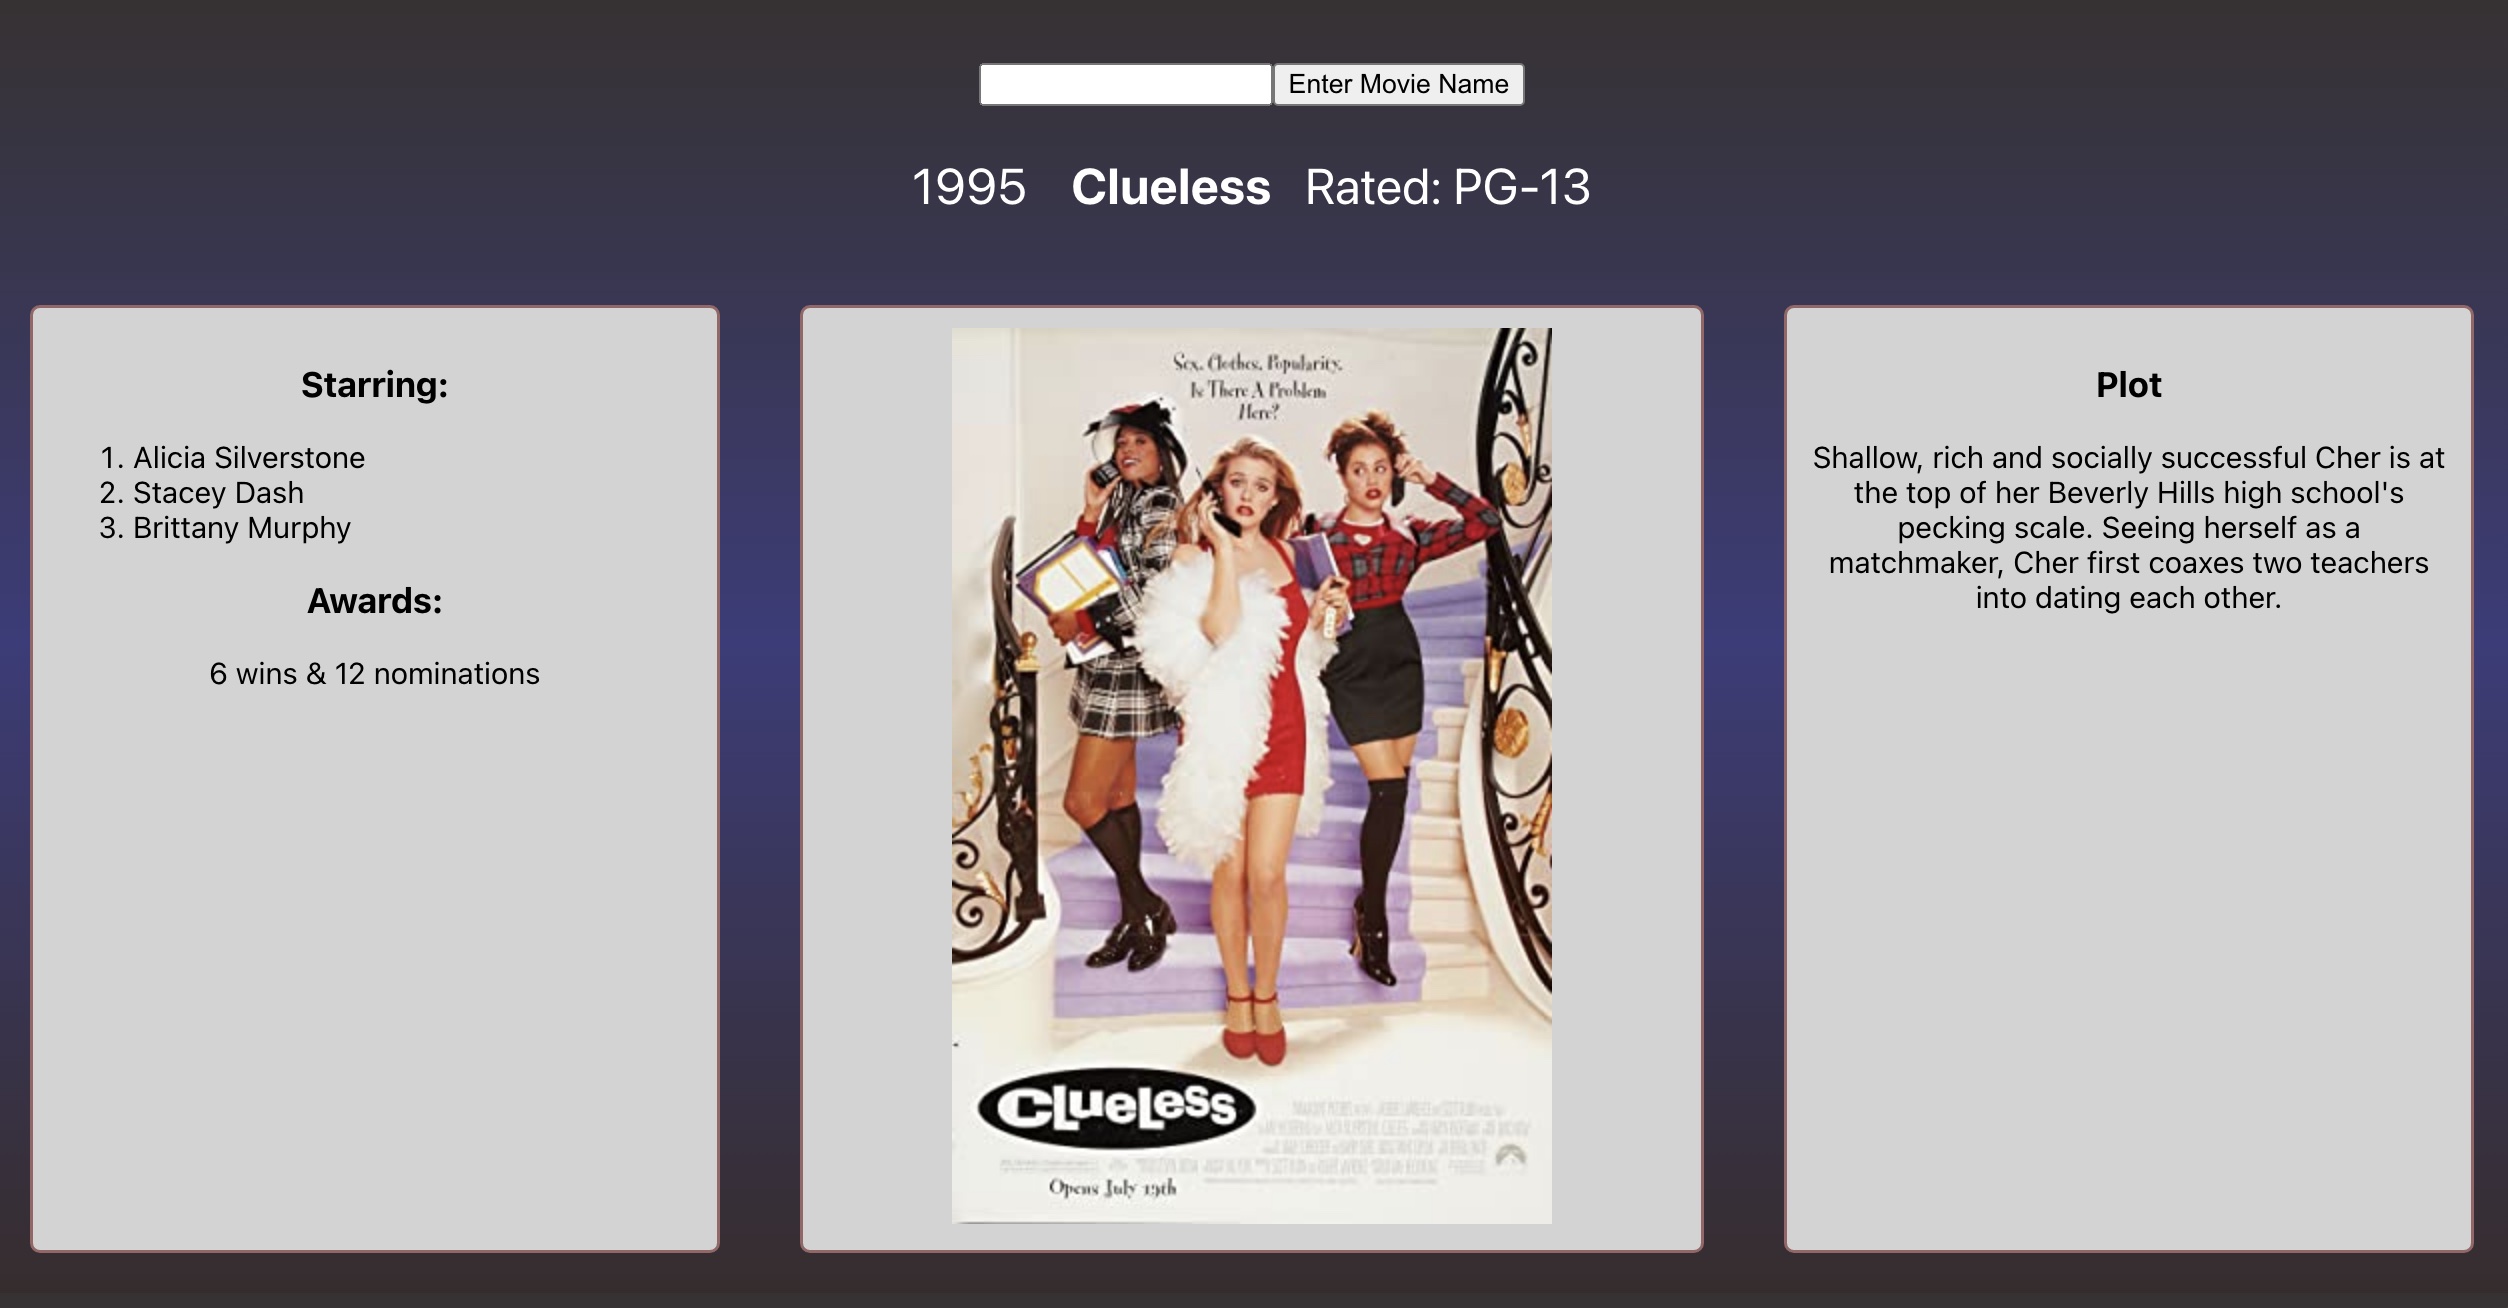 Enter Movie Name
1995 Clueless Rated: PG-13
Starring:
1. Alicia Silverstone
2. Stacey Dash
3. Brittany Murphy
Awards:
6 wins & 12 nominations
Sex. Clothes. Popularity.
Is There A Problem
Here?
CLueLess
Opens July 19th
Plot
Shallow, rich and socially successful Cher is at
the top of her Beverly Hills high school's
pecking scale. Seeing herself as a
matchmaker, Cher first coaxes two teachers
into dating each other.